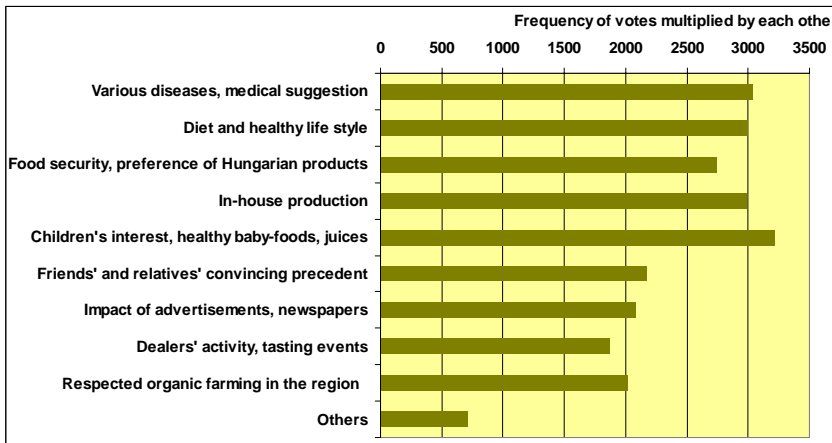 Frequency of votes multiplied by each othe
0 500 1000 1500 2000 2500 3000 3500
Various diseases, medical suggestion
Diet and healthy life style
Food security, preference of Hungarian products
In-house production
Children's interest, healthy baby-foods, juices
Friends' and relatives' convincing precedent
Impact of advertisements, newspapers
Dealers' activity, tasting events
Respected organic farming in the region
Others